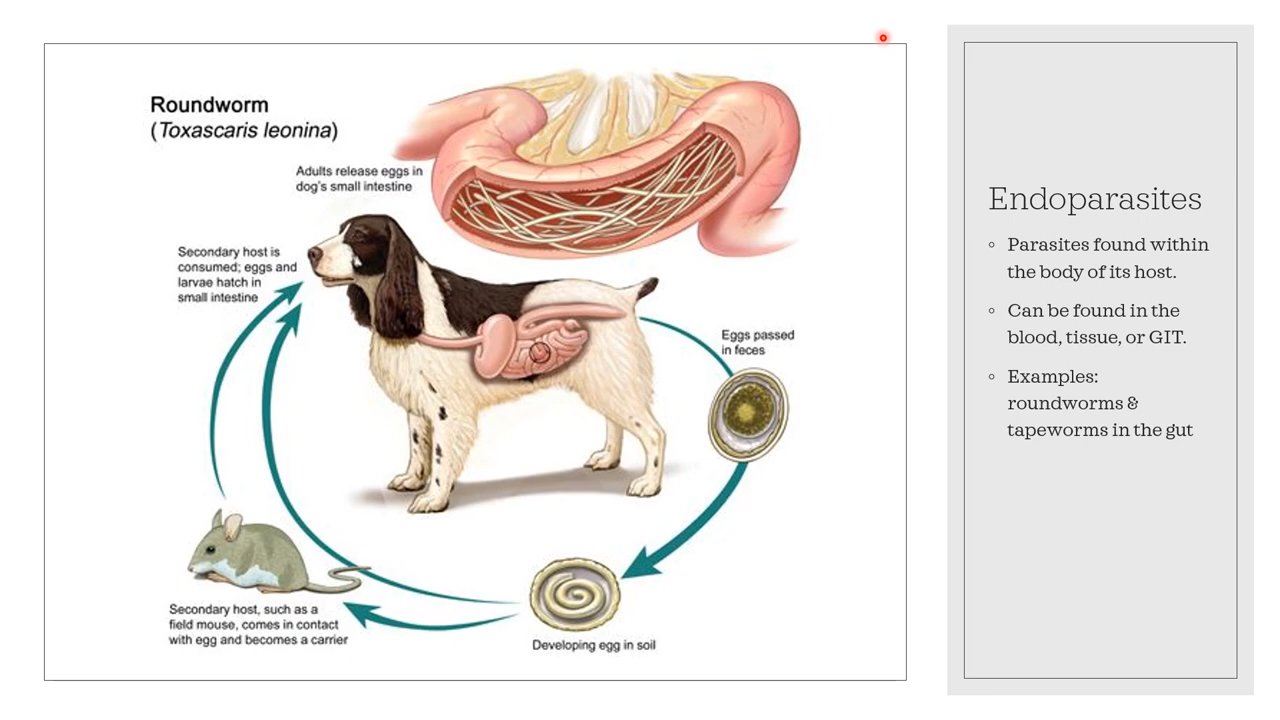 Roundworm
(Toxascaris leonina)
Adults release eggs in
dog's small intestine
Secondary host is
consumed; eggs and
larvae hatch in
small intestine
Eggs passed
in feces
Secondary host, such as a
field mouse, comes in contact
with egg and becomes a carrier
Developing egg in soil
Endoparasites
◦ Parasites found within
the body of its host.
◦ Can be found in the
blood, tissue, or GIT.
◦ Examples:
roundworms &
tapeworms in the gut